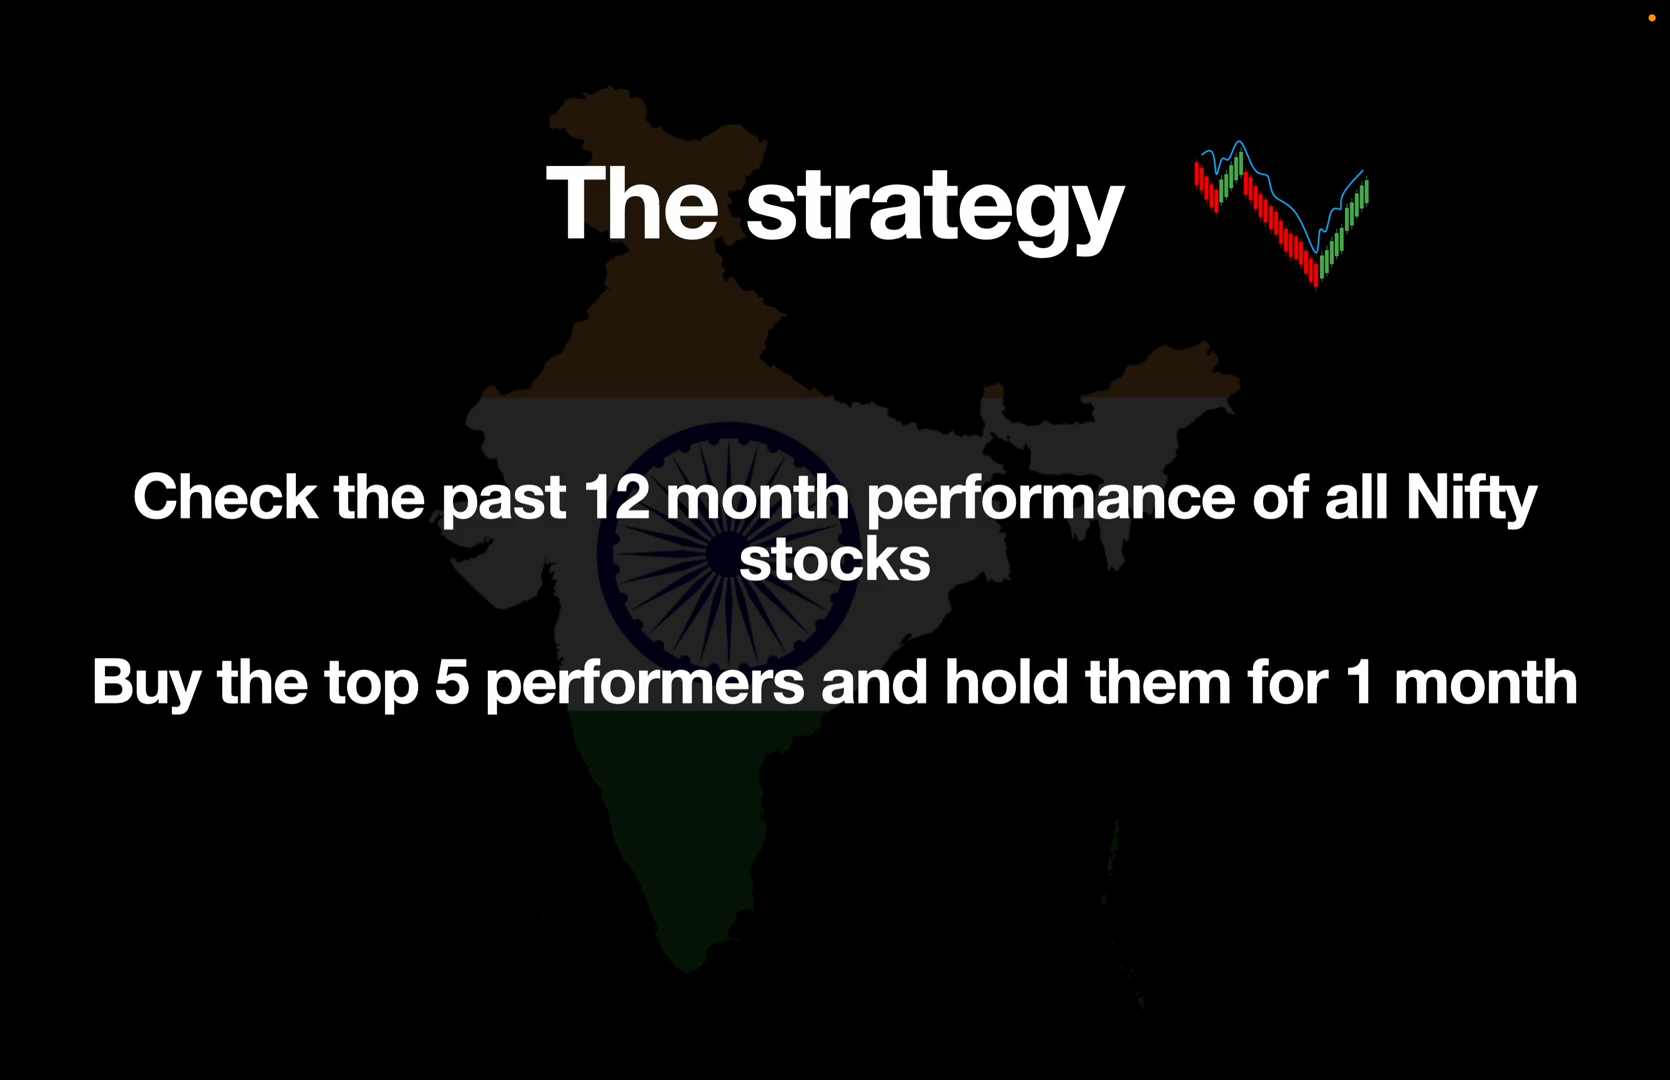 The strategy
Check the past 12 month performance of all Nifty
stocks
Buy the top 5 performers and hold them for 1 month